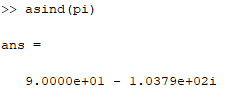 >> asind(pi)
ans =
9.0000e+01 - 1.0379e+02i